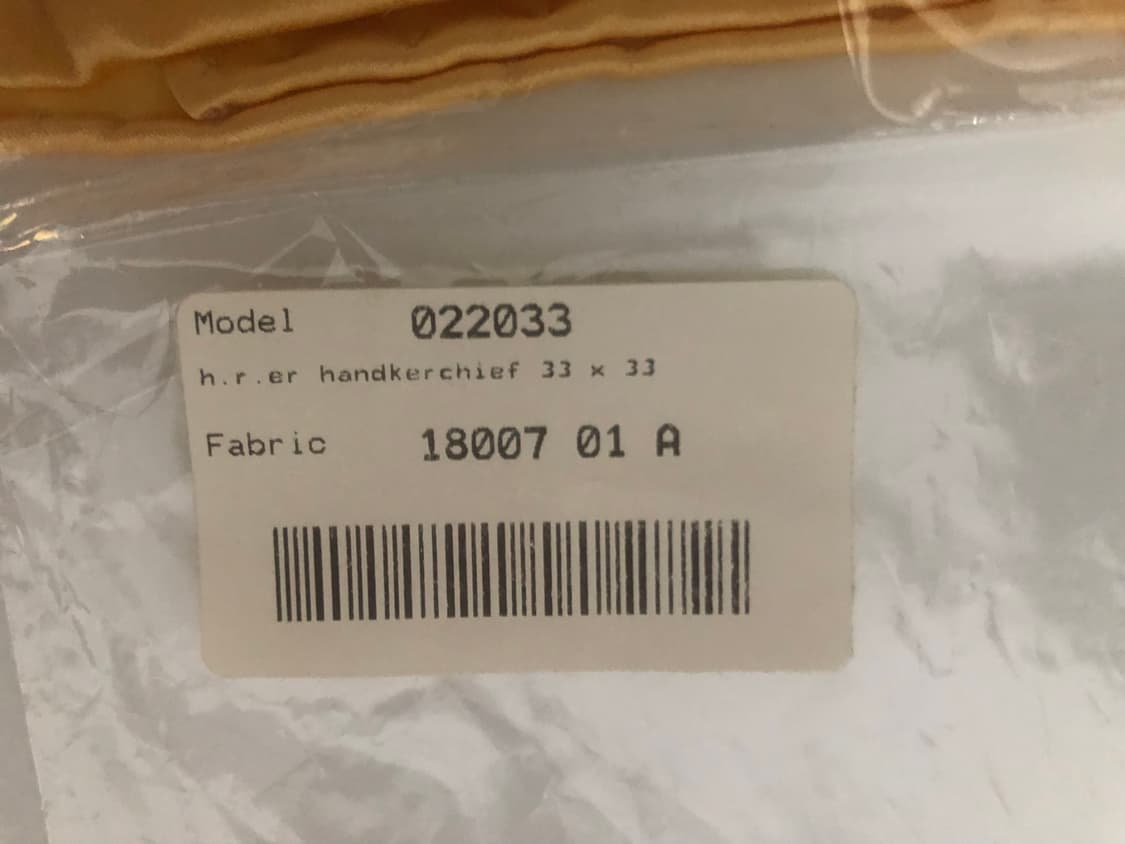 Model 022033
h.r.er handkerchief 33 x 33
Fabric 18007 01 A